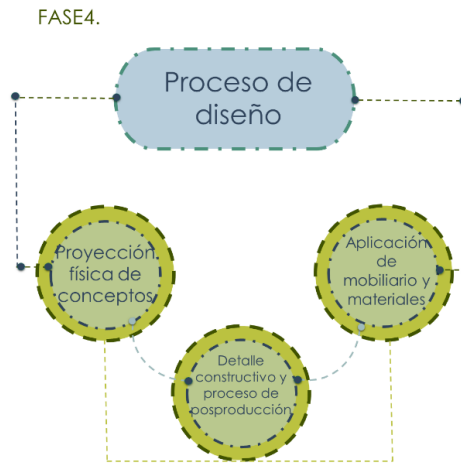 FASE4.
Proceso de
diseño
Proyección
física de
conceptos
Aplicación
de
mobiliario y
materiales
Detalle
constructivo y
proceso de
posproducción